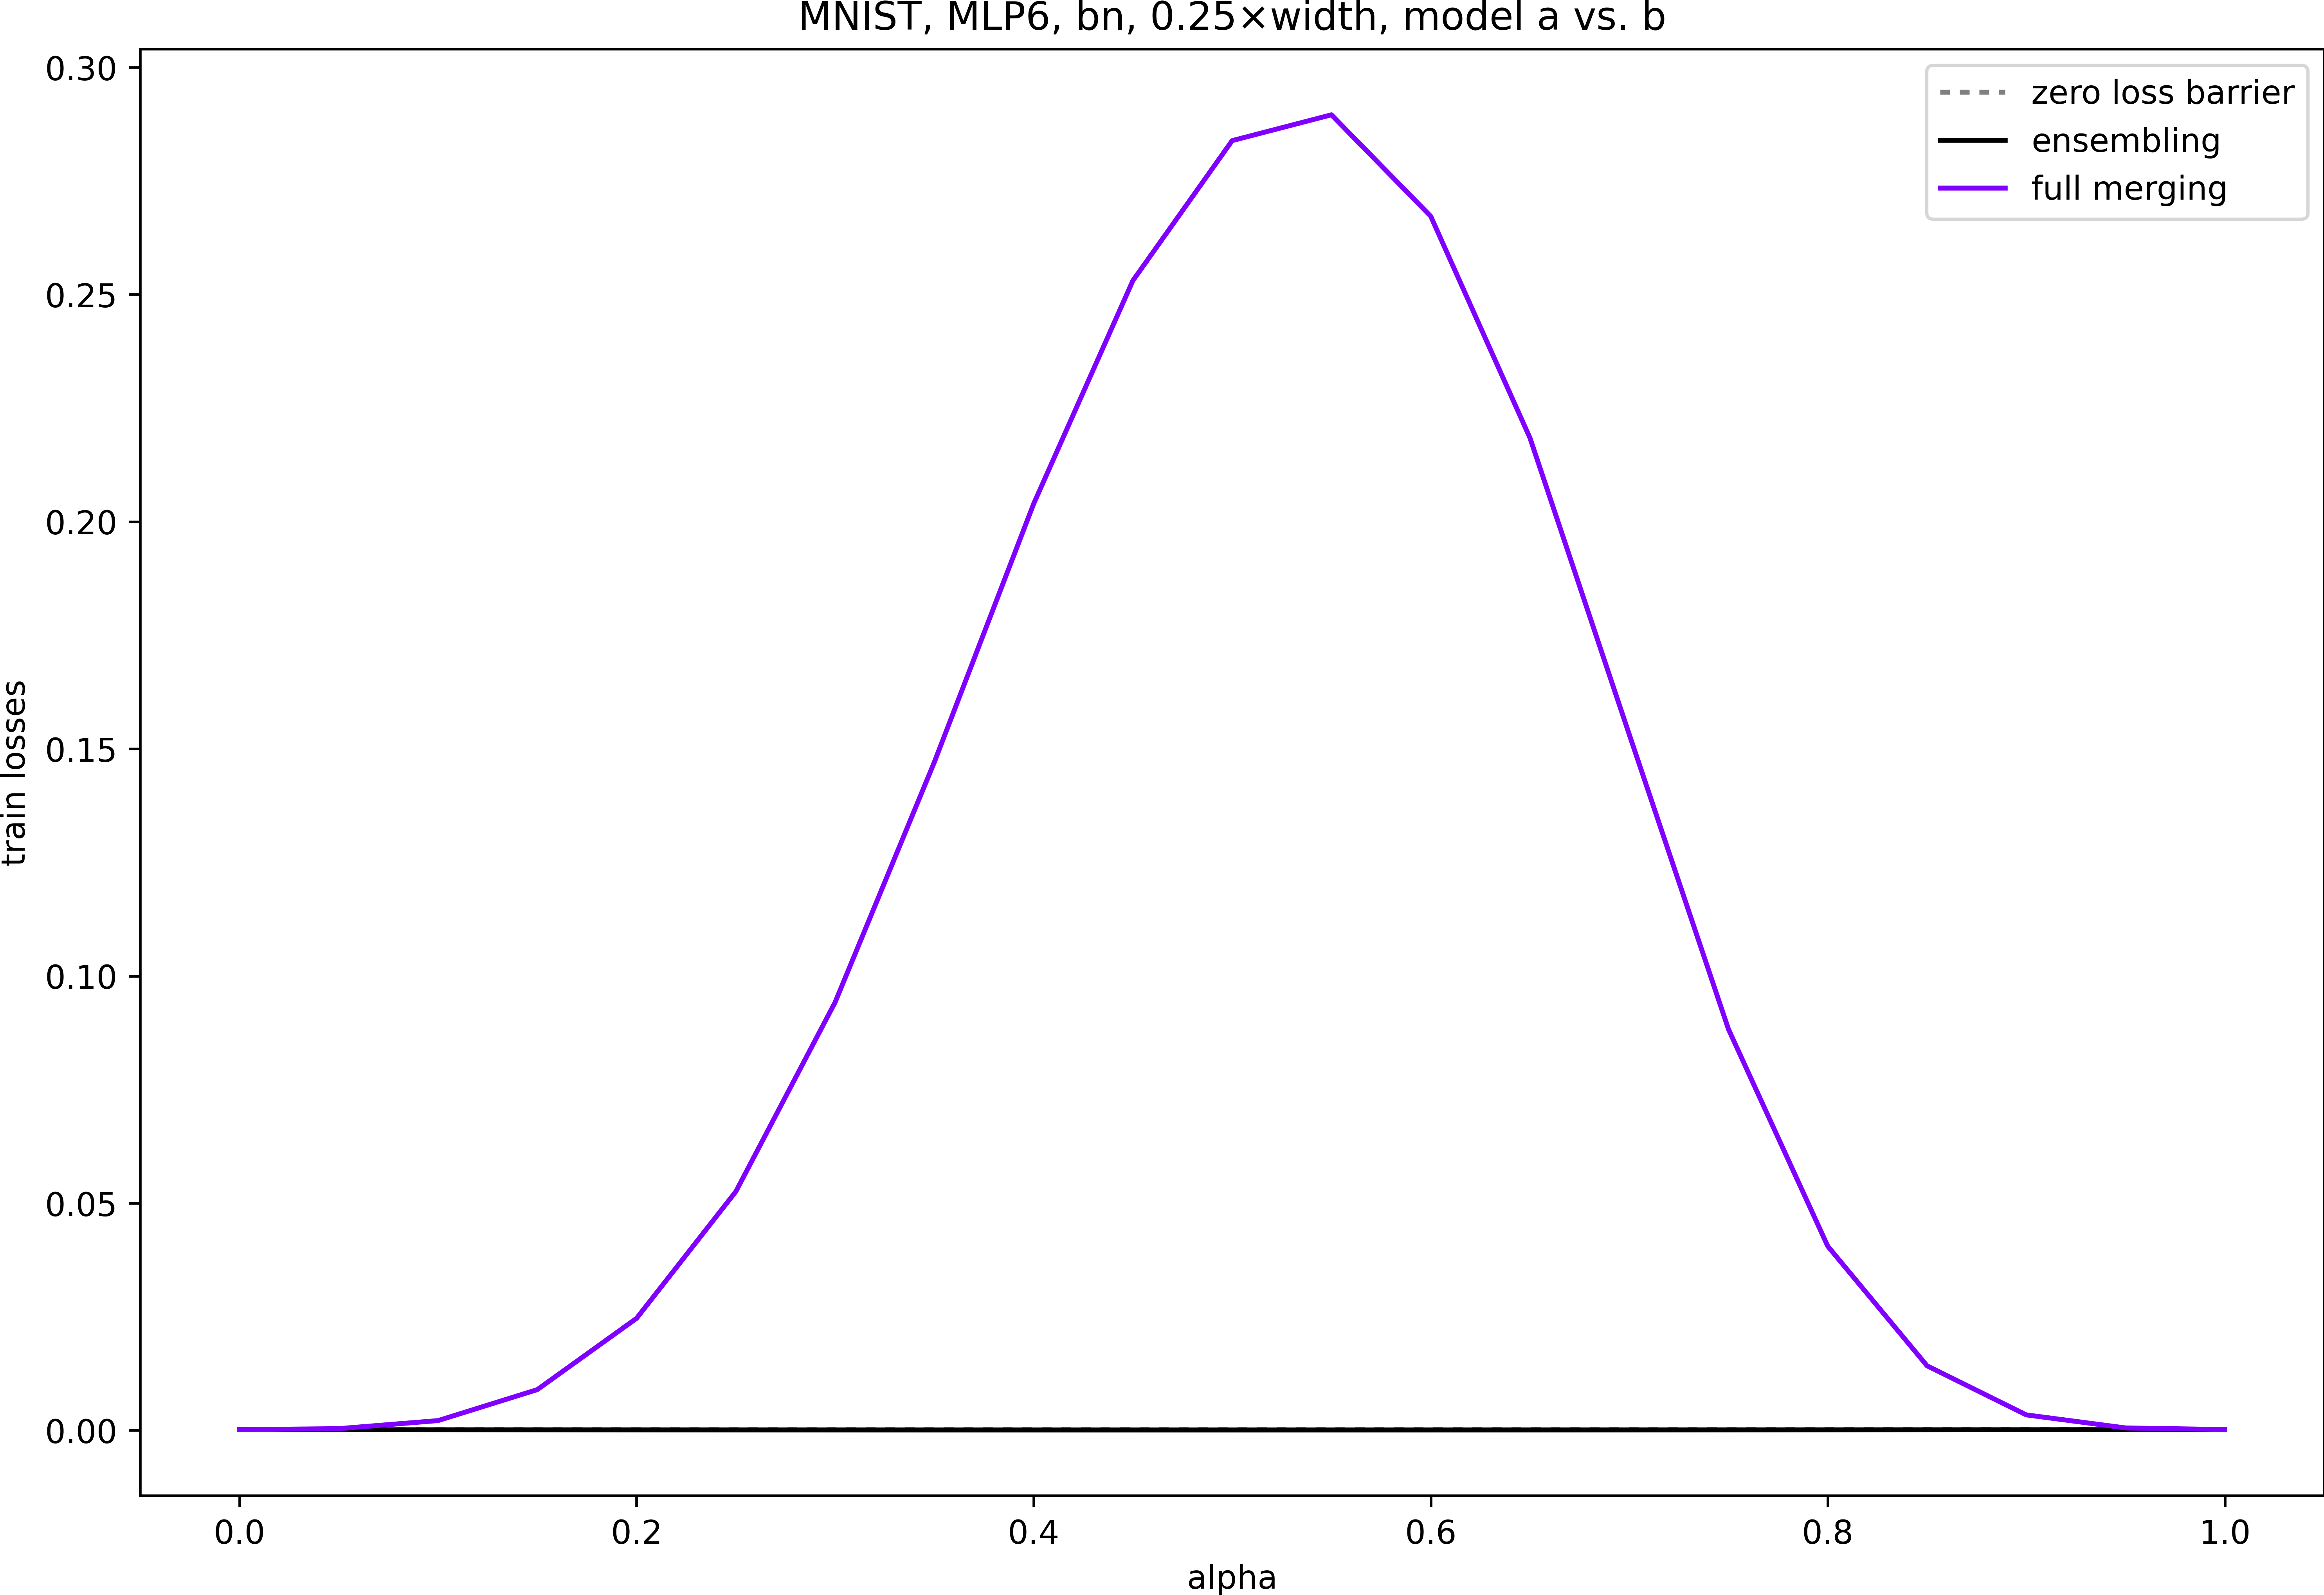 MNIST, MLP6, bn, 0.25×width, model a vs. b
zero loss barrier
ensembling
full merging
0.30
0.25
0.20
0.15
0.10
0.05
0.00
train losses
0.0 0.2 0.4 0.6 0.8 1.0
alpha